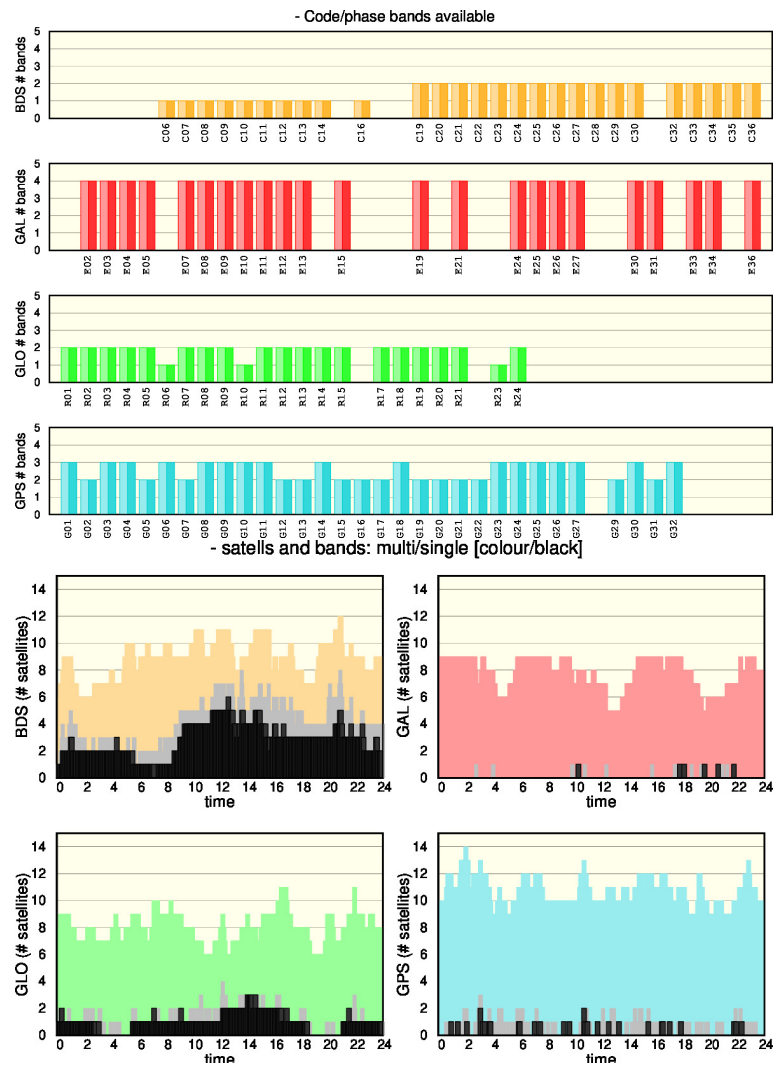 - Code/phase bands available
BDS # bands
5
4
3
2
1
0
C06 C07 C08 C09 C10 C11 C12 C13 C14 C16 C19 C20 C21 C22 C23 C24 C25 C26 C27 C28 C29 C30 C32 C33 C34 C35 C36
GAL # bands
5
4
3
2
1
0
E02 E03 E04 E05 E07 E08 E09 E10 E11 E12 E13 E15 E19 E21 E24 E25 E26 E27 E30 E31 E33 E34 E36
GLO # bands
5
4
3
2
1
0
R01 R02 R03 R04 R05 R06 R07 R08 R09 R10 R11 R12 R13 R14 R15 R17 R18 R19 R20 R21 R23 R24
GPS # bands
5
4
3
2
1
0
G01 G02 G03 G04 G05 G06 G07 G08 G09 G10 G11 G12 G13 G14 G15 G16 G17 G18 G19 G20 G21 G22 G23 G24 G25 G26 G27 G29 G30 G31 G32
- satells and bands: multi/single [colour/black]
BDS (# satellites)
14
12
10
8
6
4
2
0
0 2 4 6 8 10 12 14 16 18 20 22 24
time
GAL (# satellites)
14
12
10
8
6
4
2
0
0 2 4 6 8 10 12 14 16 18 20 22 24
time
GLO (# satellites)
14
12
10
8
6
4
2
0
0 2 4 6 8 10 12 14 16 18 20 22 24
time
GPS (# satellites)
14
12
10
8
6
4
2
0
0 2 4 6 8 10 12 14 16 18 20 22 24
time